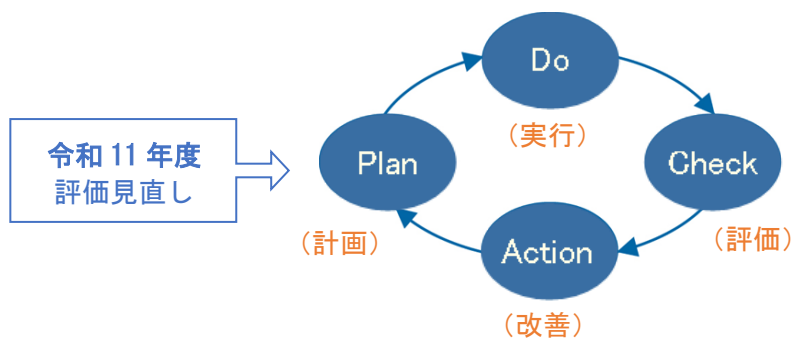 Do
(実行)
令和 11 年度
評価見直し
Plan
(計画)
Check
(評価)
Action
(改善)